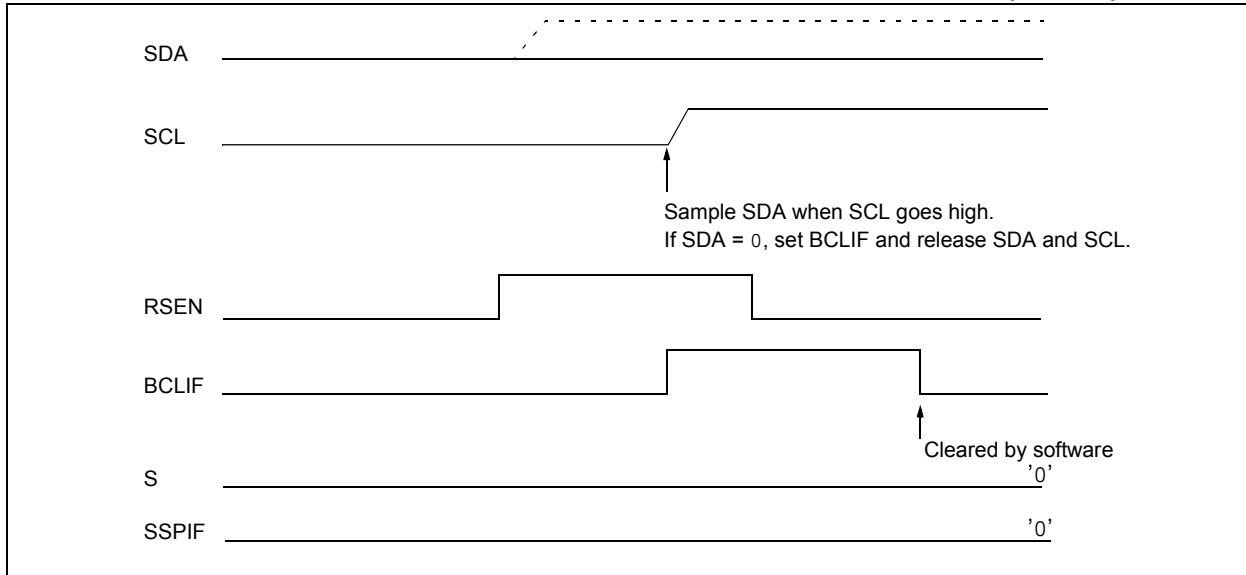 SDA
SCL
Sample SDA when SCL goes high.
If SDA = 0, set BCLIF and release SDA and SCL.
RSEN
BCLIF
Cleared by software
S
'0'
SSPIF
'0'